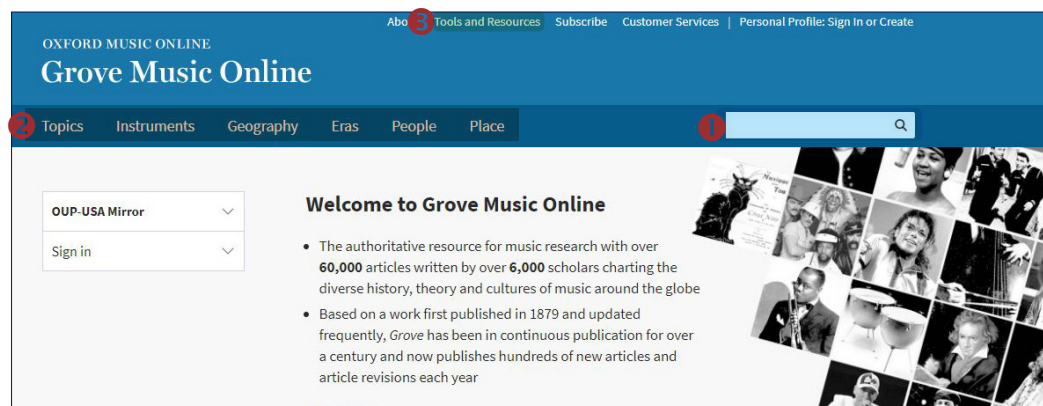 Abo 3 Tools and Resources Subscribe Customer Services | Personal Profile: Sign In or Create
OXFORD MUSIC ONLINE
Grove Music Online
2 Topics Instruments Geography Eras People Place 1
OUP-USA Mirror
Sign in
Welcome to Grove Music Online
• The authoritative resource for music research with over
60,000 articles written by over 6,000 scholars charting the
diverse history, theory and cultures of music around the globe
• Based on a work first published in 1879 and updated
frequently, Grove has been in continuous publication for over
a century and now publishes hundreds of new articles and
article revisions each year